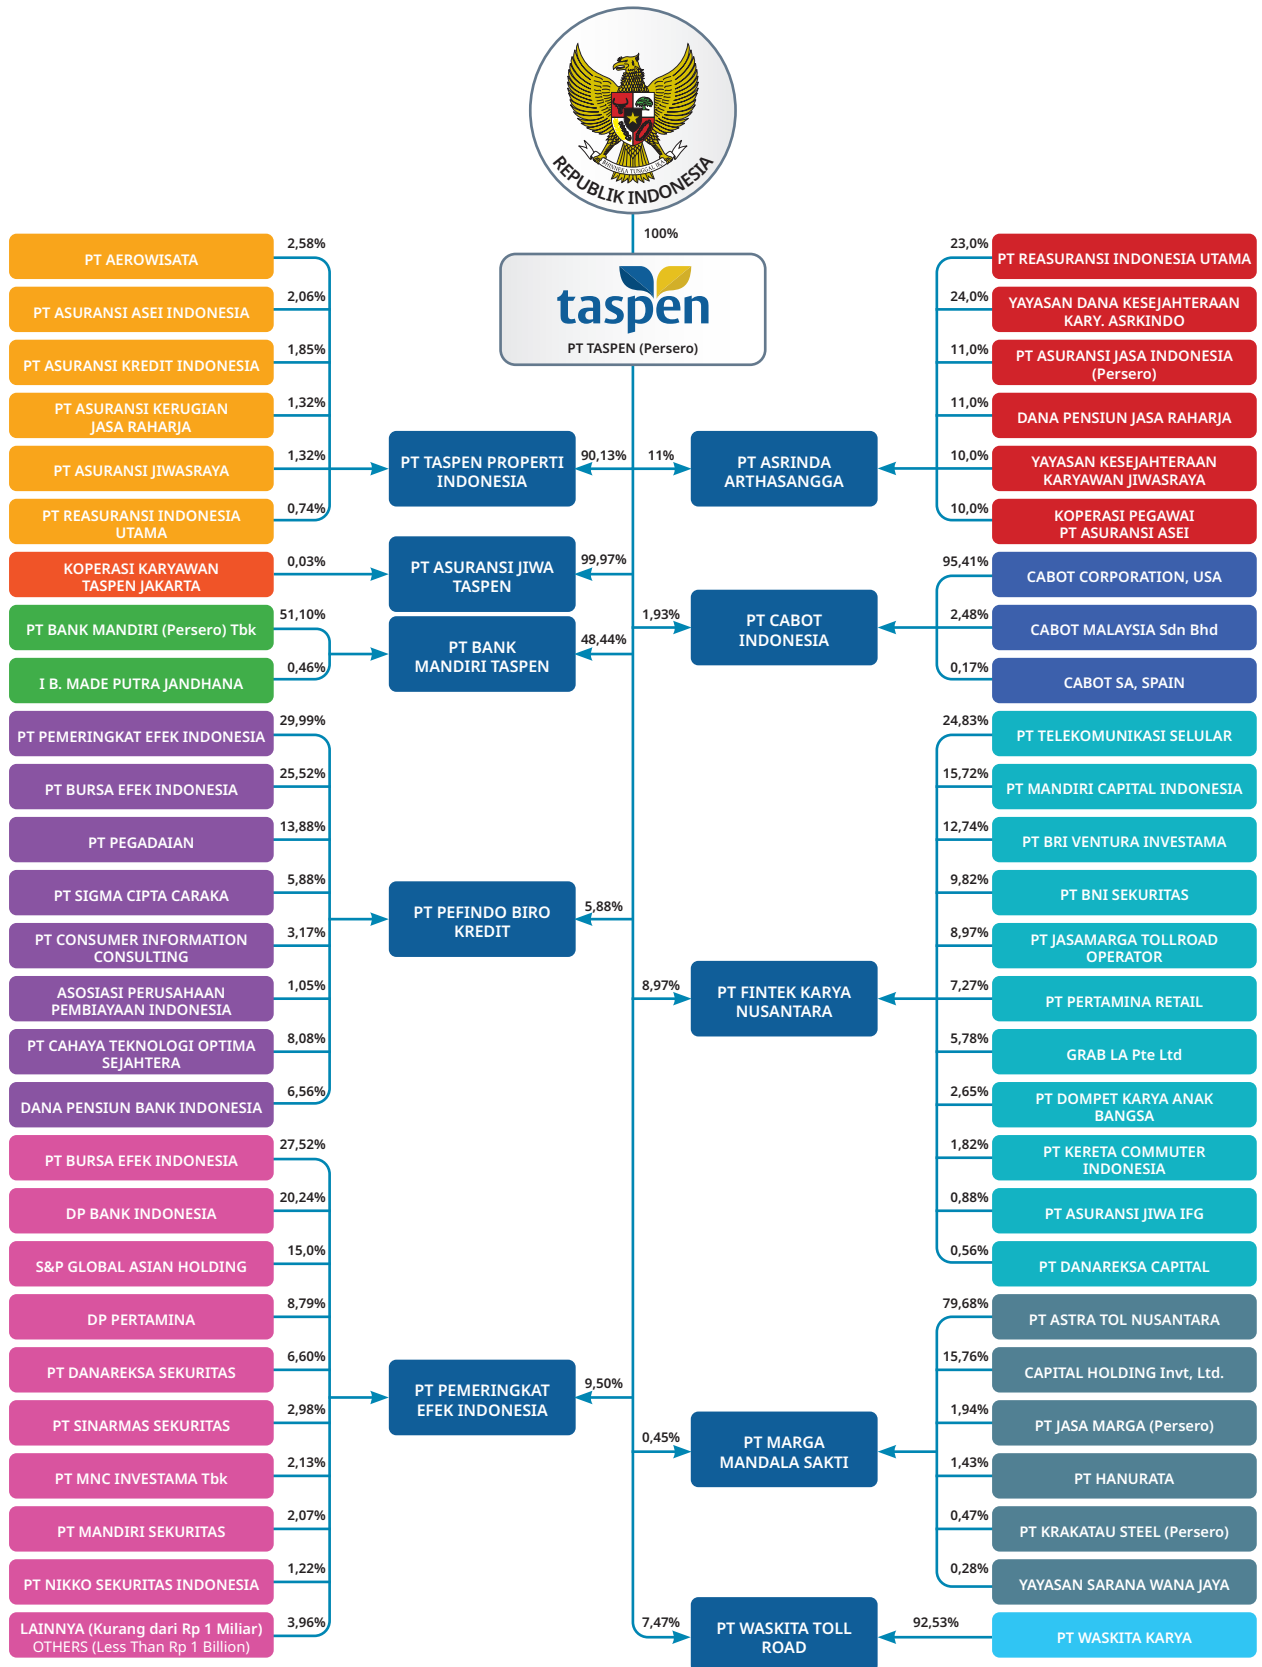 BHINNEKA TUNGGAL IKA
REPUBLIK INDONESIA
100%
taspen
PT TASPEN (Persero)
2,58%
PT AEROWISATA
2,06%
PT ASURANSI ASEI INDONESIA
1,85%
PT ASURANSI KREDIT INDONESIA
1,32%
PT ASURANSI KERUGIAN
JASA RAHARJA
1,32%
PT ASURANSI JIWASRAYA
0,74%
PT REASURANSI INDONESIA
UTAMA
PT TASPEN PROPERTI
INDONESIA
90,13%
11%
PT ASRINDA
ARTHASANGGA
23,0%
PT REASURANSI INDONESIA UTAMA
24,0%
YAYASAN DANA KESEJAHTERAAN
KARY. ASRKINDO
11,0%
PT ASURANSI JASA INDONESIA
(Persero)
11,0%
DANA PENSIUN JASA RAHARJA
10,0%
YAYASAN KESEJAHTERAAN
KARYAWAN JIWASRAYA
10,0%
KOPERASI PEGAWAI
PT ASURANSI ASEI
0,03%
KOPERASI KARYAWAN
TASPEN JAKARTA
PT ASURANSI JIWA
TASPEN
99,97%
51,10%
PT BANK MANDIRI (Persero) Tbk
0,46%
I B. MADE PUTRA JANDHANA
PT BANK
MANDIRI TASPEN
48,44%
1,93%
PT CABOT
INDONESIA
95,41%
CABOT CORPORATION, USA
2,48%
CABOT MALAYSIA Sdn Bhd
0,17%
CABOT SA, SPAIN
29,99%
PT PEMERINGKAT EFEK INDONESIA
25,52%
PT BURSA EFEK INDONESIA
13,88%
PT PEGADAIAN
5,88%
PT SIGMA CIPTA CARAKA
3,17%
PT CONSUMER INFORMATION
CONSULTING
1,05%
ASOSIASI PERUSAHAAN
PEMBIAYAAN INDONESIA
8,08%
PT CAHAYA TEKNOLOGI OPTIMA
SEJAHTERA
6,56%
DANA PENSIUN BANK INDONESIA
PT PEFINDO BIRO
KREDIT
5,88%
8,97%
PT FINTEK KARYA
NUSANTARA
24,83%
PT TELEKOMUNIKASI SELULAR
15,72%
PT MANDIRI CAPITAL INDONESIA
12,74%
PT BRI VENTURA INVESTAMA
9,82%
PT BNI SEKURITAS
8,97%
PT JASAMARGA TOLLROAD
OPERATOR
7,27%
PT PERTAMINA RETAIL
5,78%
GRAB LA Pte Ltd
2,65%
PT DOMPET KARYA ANAK
BANGSA
1,82%
PT KERETA COMMUTER
INDONESIA
0,88%
PT ASURANSI JIWA IFG
0,56%
PT DANAREKSA CAPITAL
27,52%
PT BURSA EFEK INDONESIA
20,24%
DP BANK INDONESIA
15,0%
S&P GLOBAL ASIAN HOLDING
8,79%
DP PERTAMINA
6,60%
PT DANAREKSA SEKURITAS
2,98%
PT SINARMAS SEKURITAS
2,13%
PT MNC INVESTAMA Tbk
2,07%
PT MANDIRI SEKURITAS
1,22%
PT NIKKO SEKURITAS INDONESIA
3,96%
LAINNYA (Kurang dari Rp 1 Miliar)
OTHERS (Less Than Rp 1 Billion)
PT PEMERINGKAT
EFEK INDONESIA
9,50%
0,45%
PT MARGA
MANDALA SAKTI
79,68%
PT ASTRA TOL NUSANTARA
15,76%
CAPITAL HOLDING Invt, Ltd.
1,94%
PT JASA MARGA (Persero)
1,43%
PT HANURATA
0,47%
PT KRAKATAU STEEL (Persero)
0,28%
YAYASAN SARANA WANA JAYA
7,47%
PT WASKITA TOLL
ROAD
92,53%
PT WASKITA KARYA